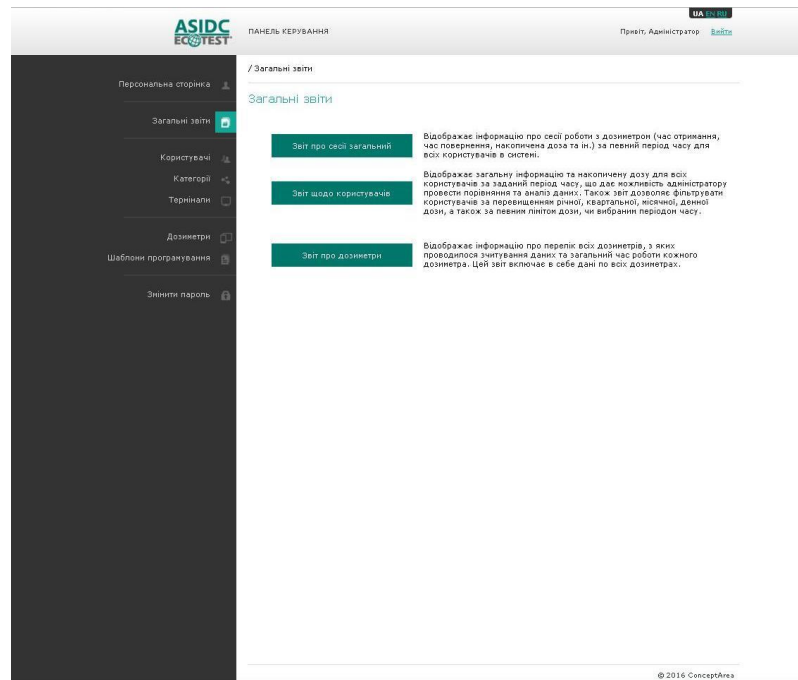 UA EN RU
ASIDC
ECOTEST
ПАНЕЛЬ КЕРУВАННЯ
Привіт, Адміністратор Вийти
/ Загальні звіти
Персональна сторінка
Загальні звіти
Користувачі
Категорії
Термінали
Дозиметри
Шаблони програмування
Змінити пароль
Загальні звіти
Звіт про сесії загальний
Відображає інформацію про сесії роботи з дозиметром (час отримання,
час повернення, накопичена доза та ін.) за певний період часу для
всіх користувачів в системі.
Звіт щодо користувачів
Відображає загальну інформацію та накопичену дозу для всіх
користувачів за заданий період часу, що дає можливість адміністратору
провести порівняння та аналіз даних. Також звіт дозволяє фільтрувати
користувачів за перевищенням річної, квартальної, місячної, денної
дози, а також за певним лімітом дози, чи вибраним періодом часу.
Звіт про дозиметри
Відображає інформацію про перелік всіх дозиметрів, з яких
проводилося зчитування даних та загальний час роботи кожного
дозиметра. Цей звіт включає в себе дані по всіх дозиметрах.
© 2016 ConceptArea